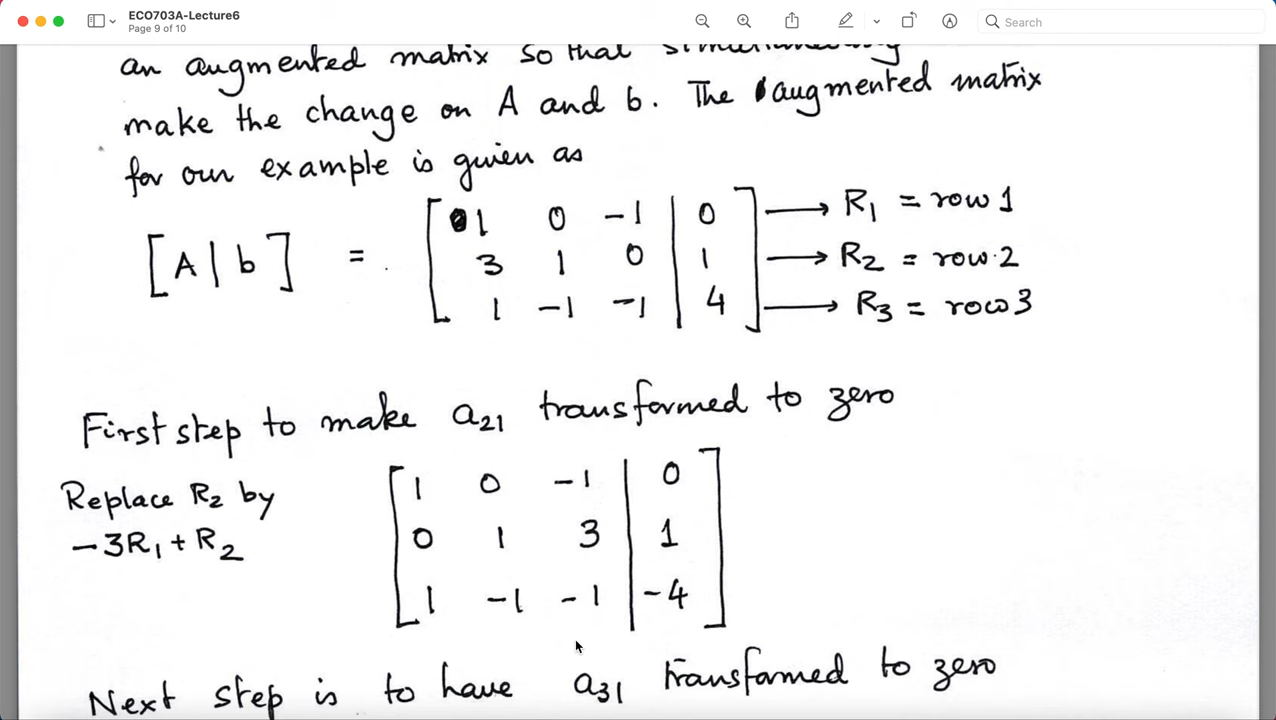 ECO703A-Lecture6
Page 9 of 10
Search
an augmented matrix so that
make the change on A and b. The augmented matrix
for our example is given as
[A|b] = [ 1 0 -1 | 0 ] → R₁ = row 1
[ 3 1 0 | 1 ] → R₂ = row 2
[ 1 -1 -1 | 4 ] → R₃ = row 3
First step to make a₂₁ transformed to zero
Replace R₂ by
-3R₁ + R₂
[ 1 0 -1 | 0 ]
[ 0 1 3 | 1 ]
[ 1 -1 -1 | -4 ]
Next step is to have a₃₁ transformed to zero